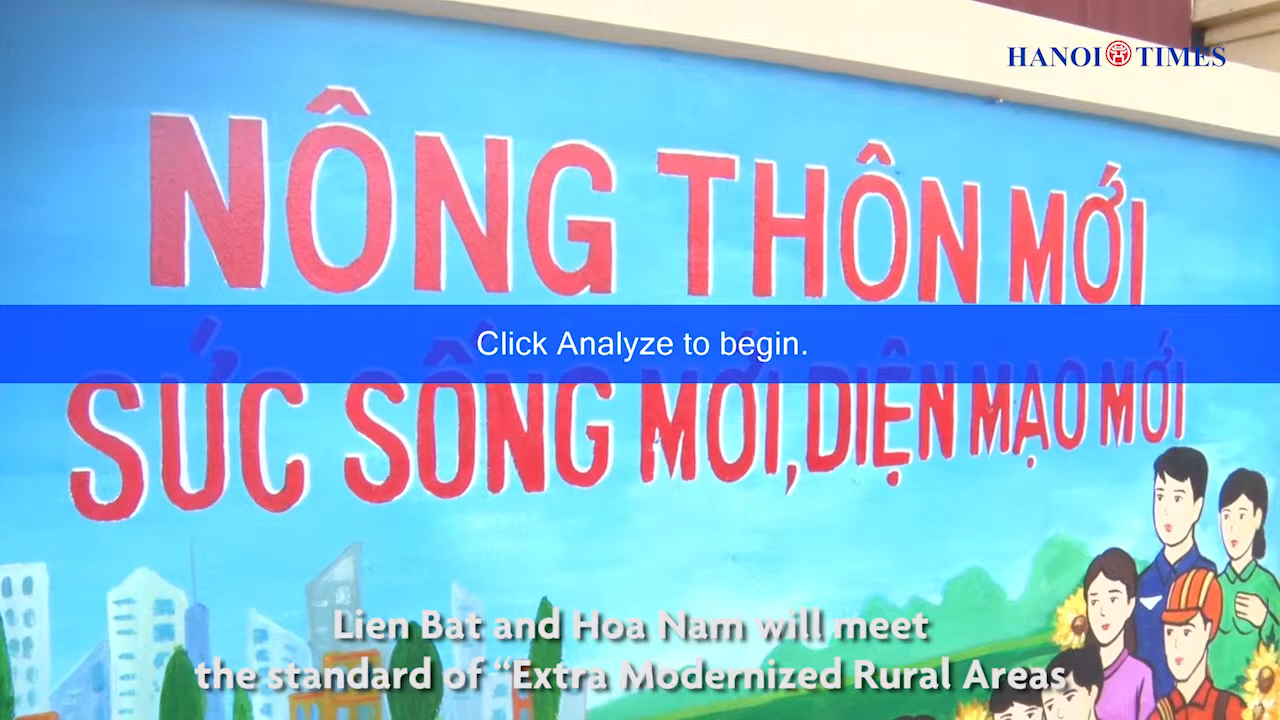 HANOI TIMES
NÔNG THÔN MỚI
Click Analyze to begin.
SỨC SỐNG MỚI, DIỆN MẠO MỚI
Lien Bat and Hoa Nam will meet
the standard of “Extra Modernized Rural Areas